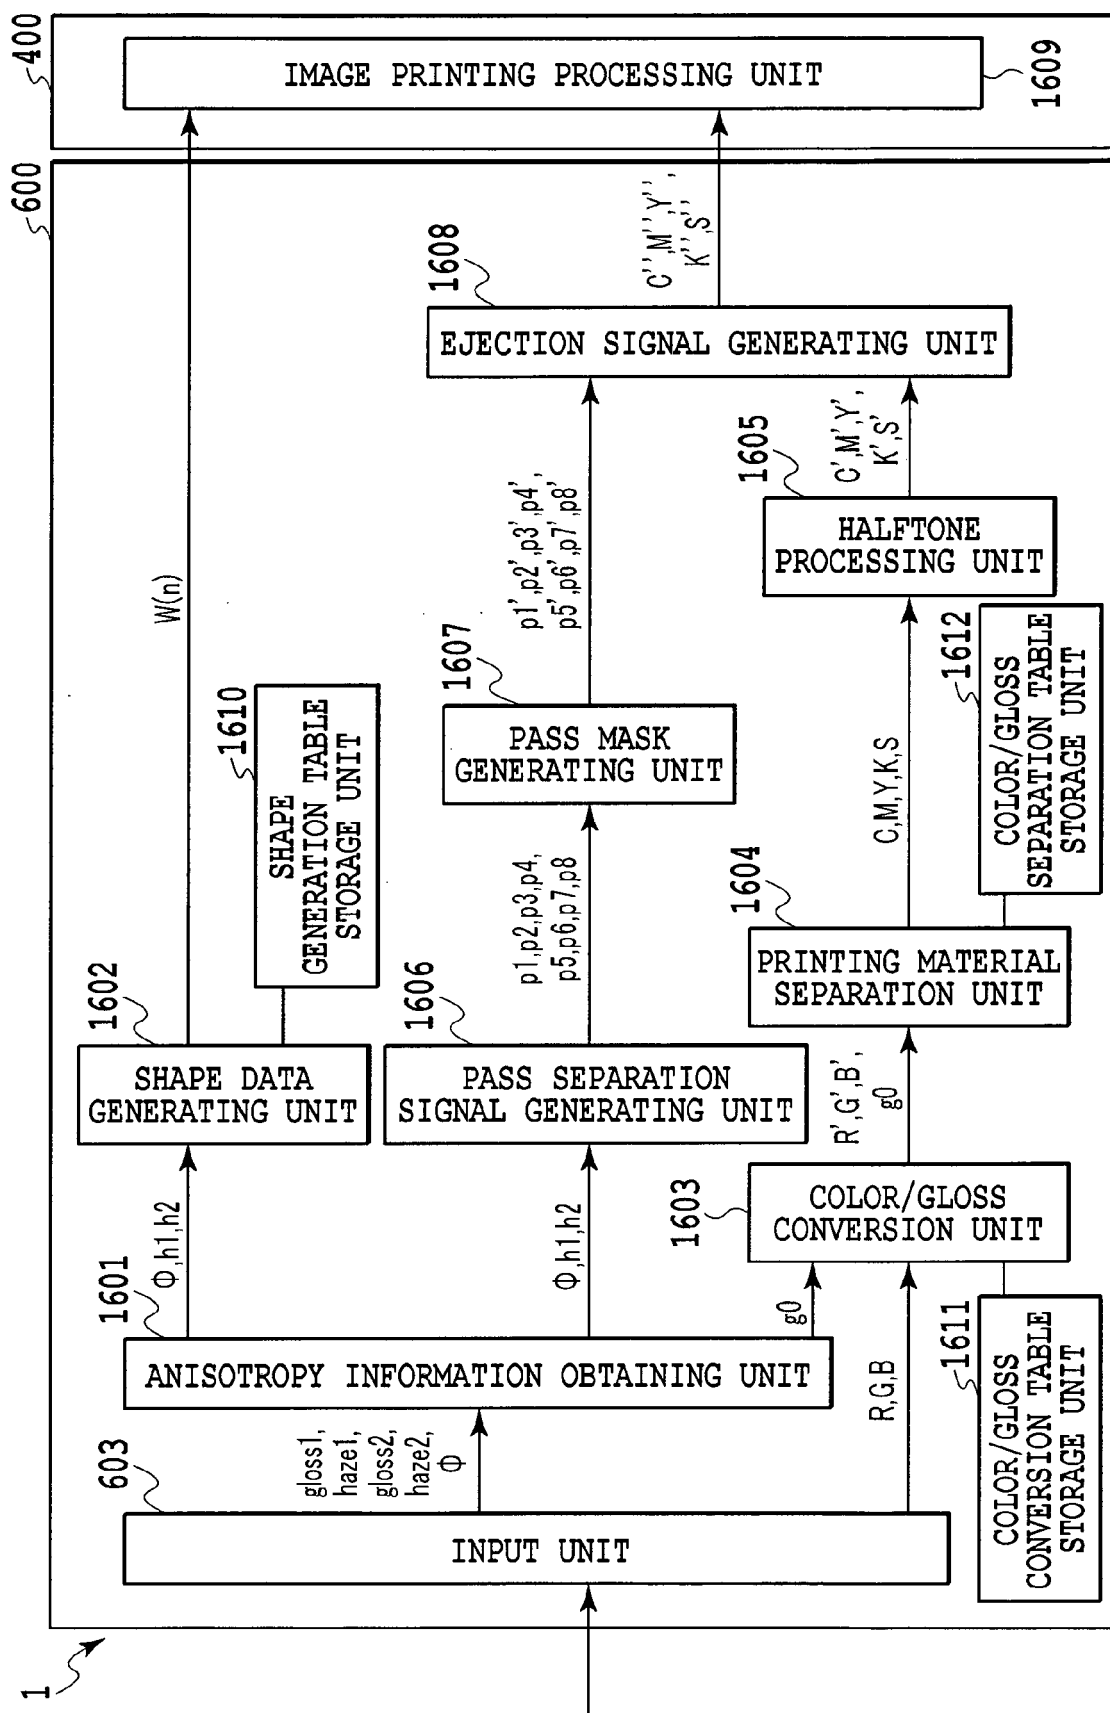 1
600
400
603
INPUT UNIT
gloss1,
haze1,
gloss2,
haze2,
Φ
R,G,B
1601
ANISOTROPY INFORMATION OBTAINING UNIT
Φ,h1,h2
Φ,h1,h2
g0
1611
COLOR/GLOSS
CONVERSION TABLE
STORAGE UNIT
1602
SHAPE DATA
GENERATING UNIT
1610
SHAPE
GENERATION TABLE
STORAGE UNIT
W(n)
1606
PASS SEPARATION
SIGNAL GENERATING UNIT
p1,p2,p3,p4,
p5,p6,p7,p8
1607
PASS MASK
GENERATING UNIT
p1',p2',p3',p4',
p5',p6',p7',p8'
1603
COLOR/GLOSS
CONVERSION UNIT
R',G',B',
g0
1604
PRINTING MATERIAL
SEPARATION UNIT
1612
COLOR/GLOSS
SEPARATION TABLE
STORAGE UNIT
C,M,Y,K,S
1605
HALFTONE
PROCESSING UNIT
C',M',Y',
K',S'
1608
EJECTION SIGNAL GENERATING UNIT
C'',M'',Y'',
K'',S''
IMAGE PRINTING PROCESSING UNIT
1609